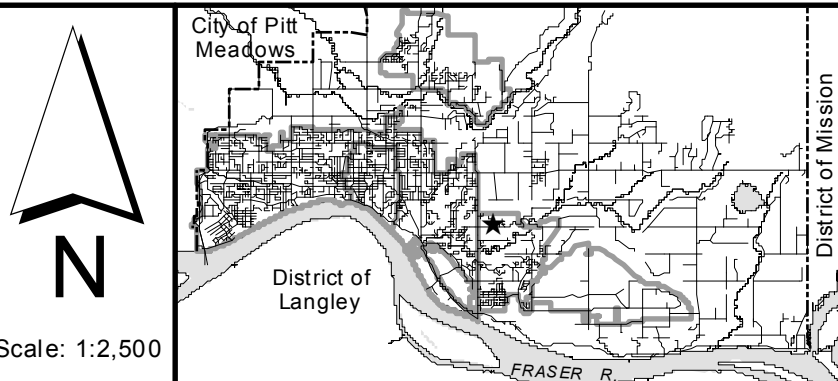 N
Scale: 1:2,500
City of Pitt
Meadows
District of
Langley
District of Mission
FRASER R.